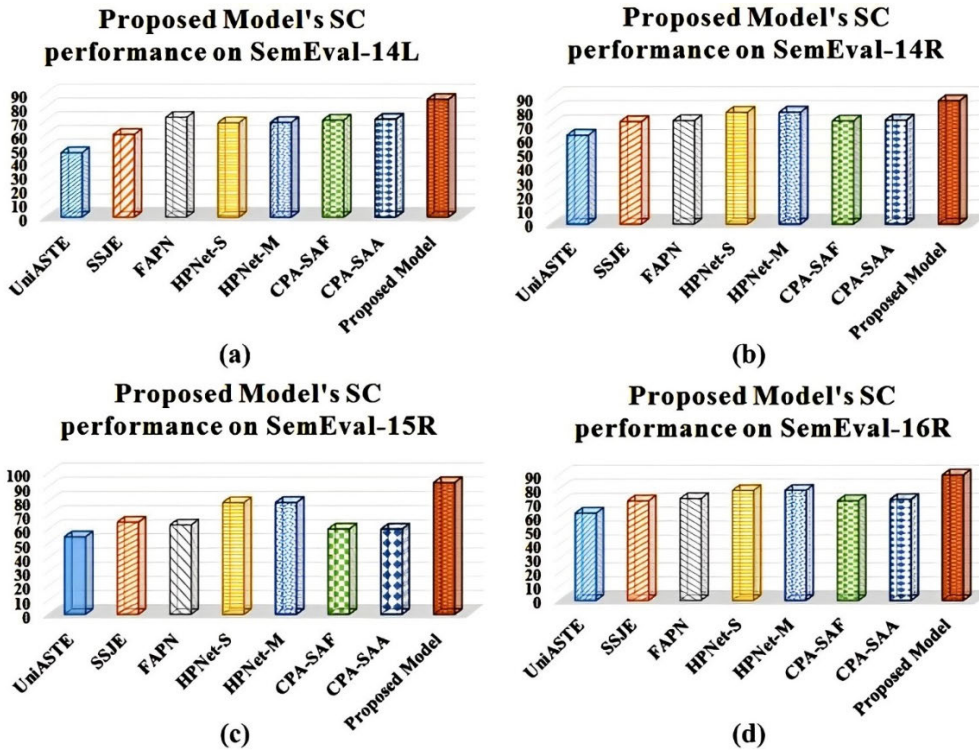 Proposed Model's SC
performance on SemEval-14L
90
80
70
60
50
40
30
20
10
0
UniASTE
SSJE
FAPN
HPNet-S
HPNet-M
CPA-SAF
CPA-SAA
Proposed Model
(a)
Proposed Model's SC
performance on SemEval-14R
90
80
70
60
50
40
30
20
10
0
UniASTE
SSJE
FAPN
HPNet-S
HPNet-M
CPA-SAF
CPA-SAA
Proposed Model
(b)
Proposed Model's SC
performance on SemEval-15R
100
90
80
70
60
50
40
30
20
10
0
UniASTE
SSJE
FAPN
HPNet-S
HPNet-M
CPA-SAF
CPA-SAA
Proposed Model
(c)
Proposed Model's SC
performance on SemEval-16R
90
80
70
60
50
40
30
20
10
0
UniASTE
SSJE
FAPN
HPNet-S
HPNet-M
CPA-SAF
CPA-SAA
Proposed Model
(d)